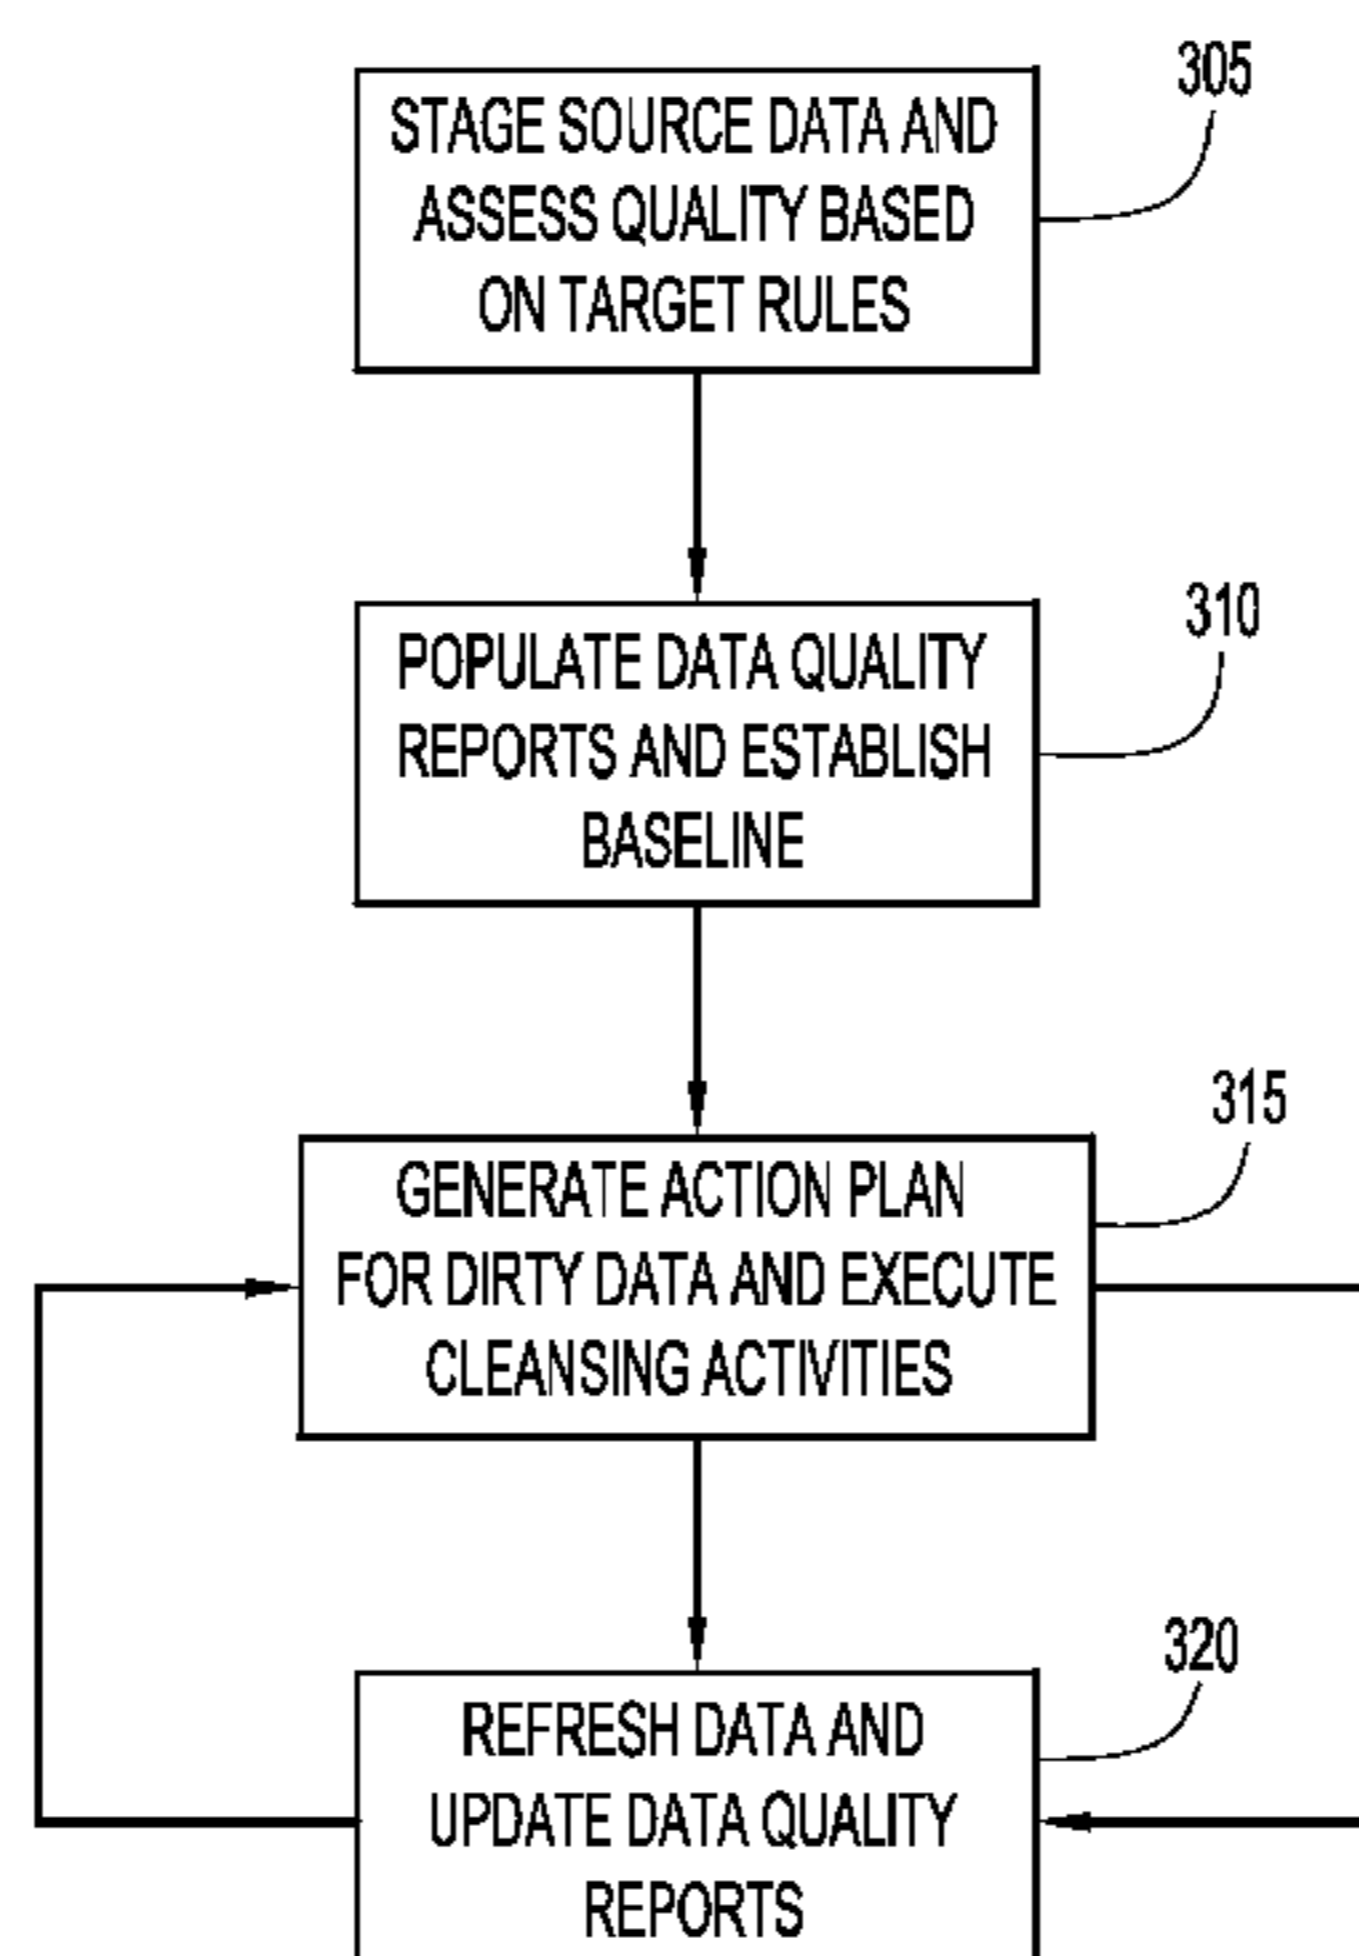 305
STAGE SOURCE DATA AND
ASSESS QUALITY BASED
ON TARGET RULES
310
POPULATE DATA QUALITY
REPORTS AND ESTABLISH
BASELINE
315
GENERATE ACTION PLAN
FOR DIRTY DATA AND EXECUTE
CLEANSING ACTIVITIES
320
REFRESH DATA AND
UPDATE DATA QUALITY
REPORTS